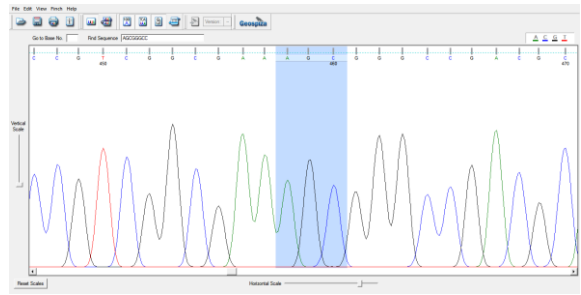 File Edit View Finch Help
Geospiza
Go to Base No. Find Sequence AGCGGGCC A C G T
C C G T C G G C G A A A G C G G G C C G A C G C
450 460 470
Vertical
Scale
Reset Scales Horizontal Scale